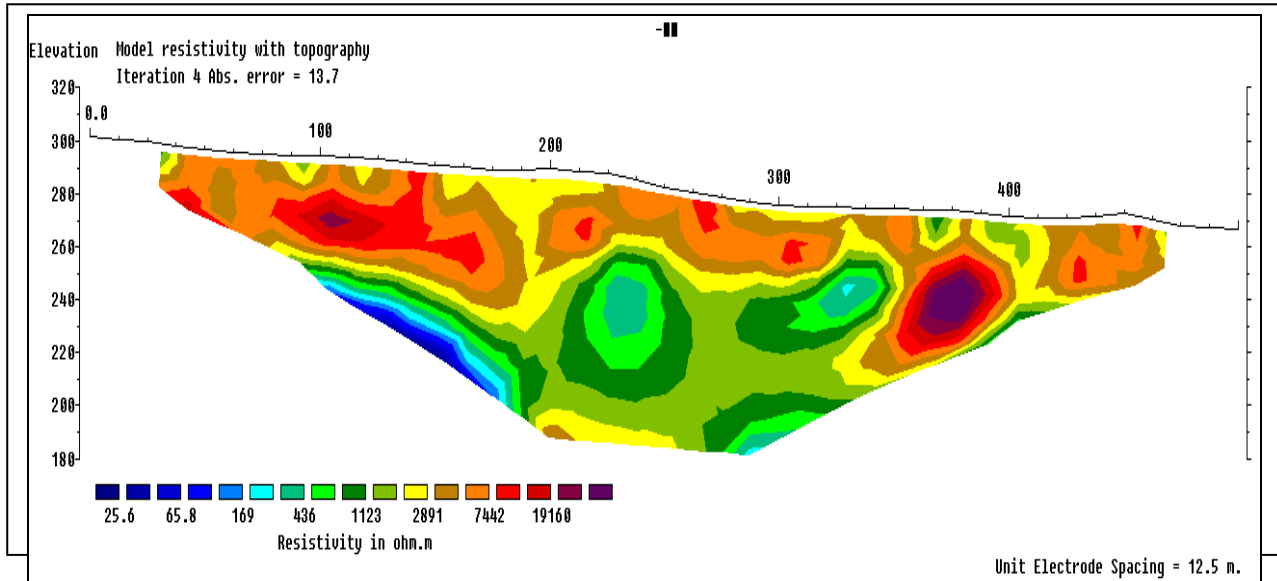 Elevation Model resistivity with topography
Iteration 4 Abs. error = 13.7
320
0.0
300
100
200
300
400
280
260
240
220
200
180
25.6 65.8 169 436 1123 2891 7442 19160
Resistivity in ohm.m
Unit Electrode Spacing = 12.5 m.